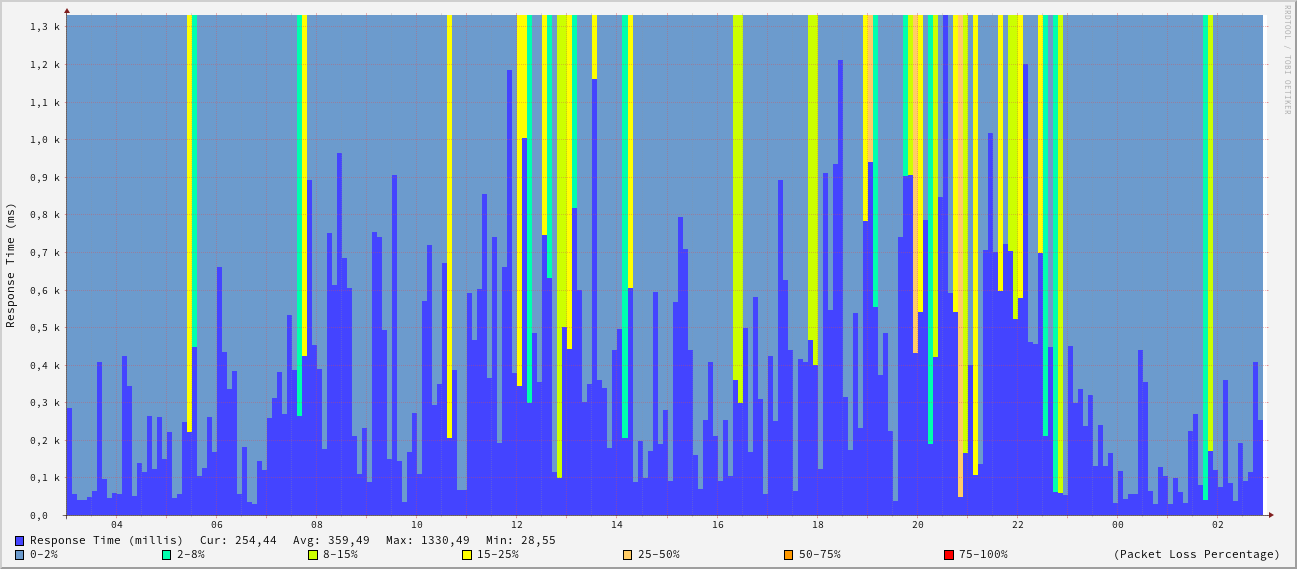 RRDTOOL / TOBI OETIKER
Response Time (ms)
1,3 k
1,2 k
1,1 k
1,0 k
0,9 k
0,8 k
0,7 k
0,6 k
0,5 k
0,4 k
0,3 k
0,2 k
0,1 k
0,0
04 06 08 10 12 14 16 18 20 22 00 02
Response Time (millis) Cur: 254,44 Avg: 359,49 Max: 1330,49 Min: 28,55
0-2% 2-8% 8-15% 15-25% 25-50% 50-75% 75-100% (Packet Loss Percentage)